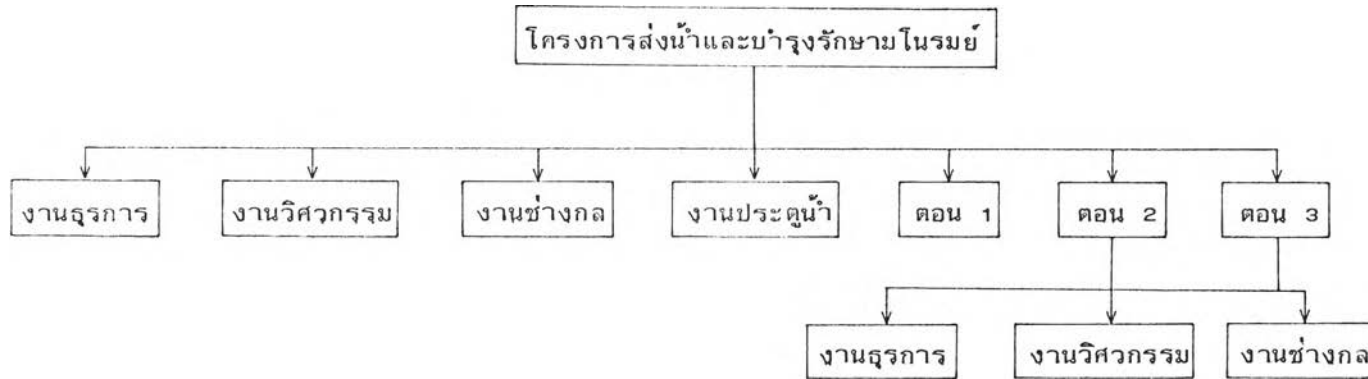 โครงการส่งน้ำและบำรุงรักษามโนรมย์
งานธุรการ
งานวิศวกรรม
งานช่างกล
งานประตูน้ำ
ตอน 1
ตอน 2
ตอน 3
งานธุรการ
งานวิศวกรรม
งานช่างกล